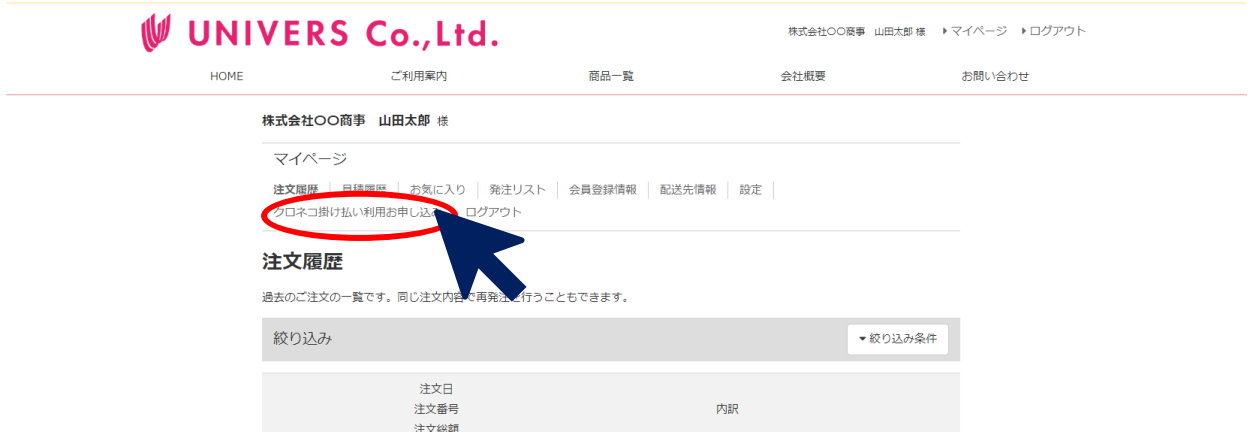 UNIVERS Co.,Ltd.
株式会社〇〇商事 山田太郎 様 マイページ ログアウト
HOME ご利用案内 商品一覧 会社概要 お問い合わせ
株式会社〇〇商事 山田太郎 様
マイページ
注文履歴 見積履歴 お気に入り 発注リスト 会員登録情報 配送先情報 設定
クロネコ掛け払い利用お申し込み ログアウト
注文履歴
過去のご注文の一覧です。同じ注文内容で再発注を行うこともできます。
絞り込み ▼絞り込み条件
注文日
注文番号 内訳
注文総額